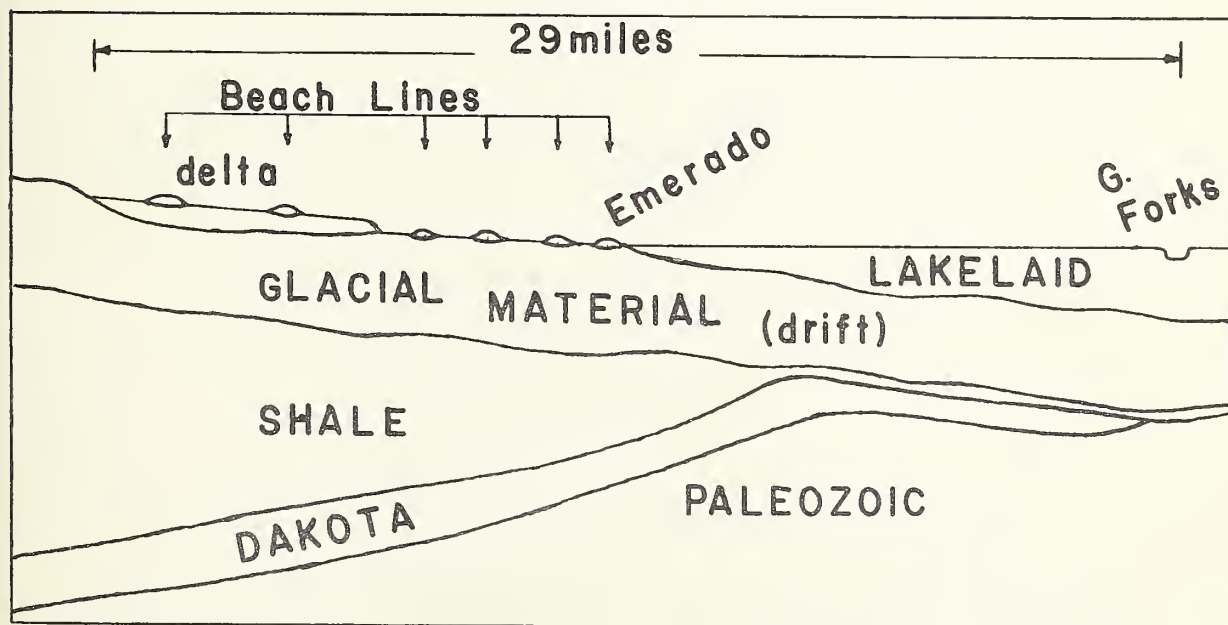 29 miles
Beach Lines
delta
Emerado
G.
Forks
LAKELAID
GLACIAL MATERIAL (drift)
SHALE
DAKOTA
PALEOZOIC